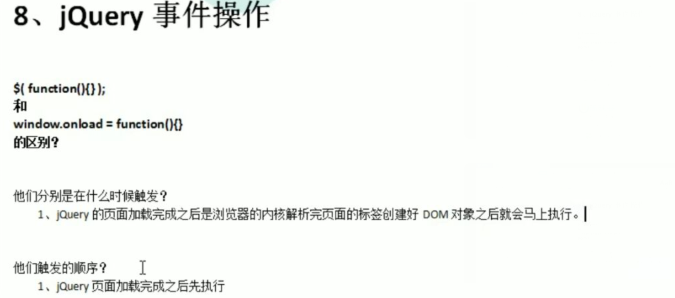 8、jQuery 事件操作
$( function(){} );
和
window.onload = function(){}
的区别？
他们分别是在什么时候触发？
1、jQuery 的页面加载完成之后是浏览器的内核解析完页面的标签创建好 DOM 对象之后就会马上执行。
他们触发的顺序？
1、jQuery 页面加载完成之后先执行